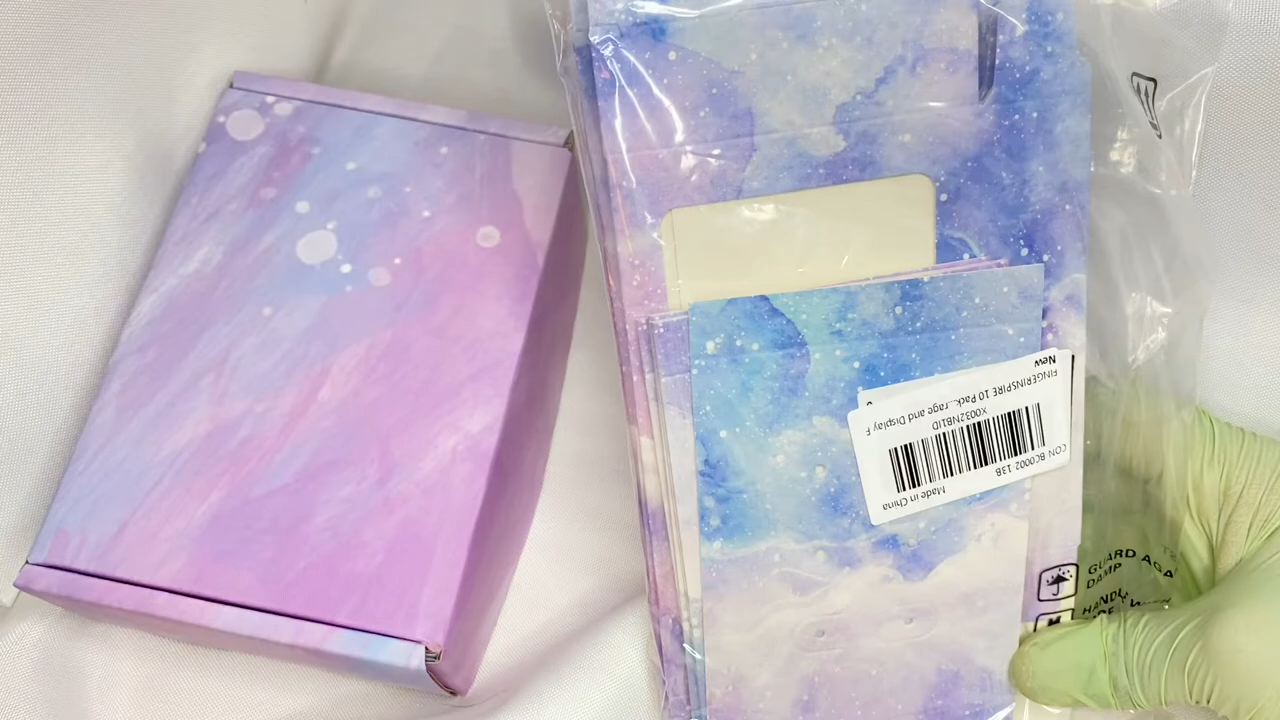 New
FINGERINSPIRE 10 Pack
rage and Display F
X0032NB1ID
CON BC0002 13B
Made in China
GUARD AGA
DAMP
HANDL